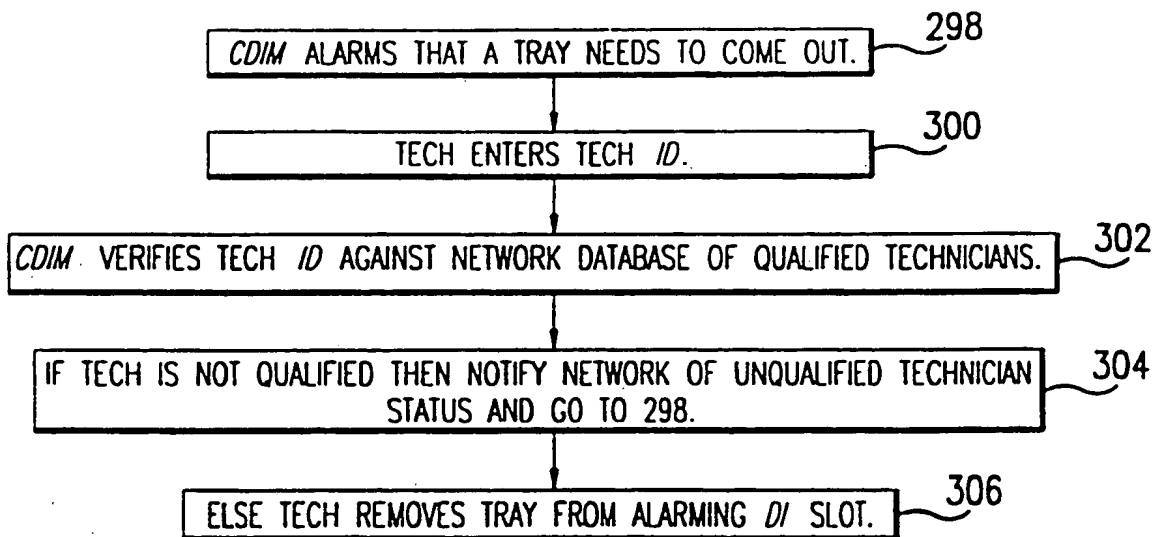 CDIM ALARMS THAT A TRAY NEEDS TO COME OUT.
298
TECH ENTERS TECH ID.
300
CDIM VERIFIES TECH ID AGAINST NETWORK DATABASE OF QUALIFIED TECHNICIANS.
302
IF TECH IS NOT QUALIFIED THEN NOTIFY NETWORK OF UNQUALIFIED TECHNICIAN
STATUS AND GO TO 298.
304
ELSE TECH REMOVES TRAY FROM ALARMING DI SLOT.
306